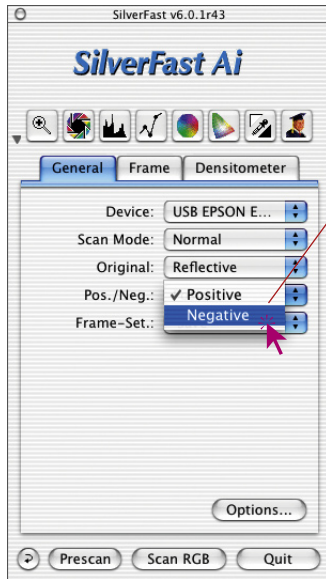 SilverFast v6.0.1r43
SilverFast Ai
General Frame Densitometer
Device: USB EPSON E...
Scan Mode: Normal
Original: Reflective
Pos./Neg.: ✓ Positive
Negative
Frame-Set.:
Options...
Prescan Scan RGB Quit